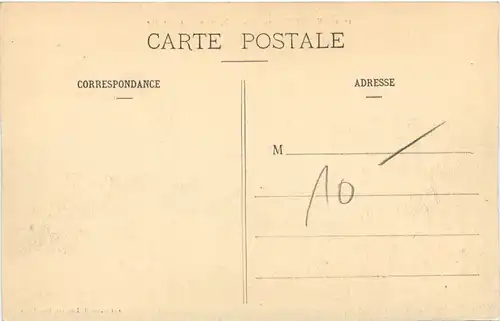 CARTE POSTALE
CORRESPONDANCE
ADRESSE
M
10